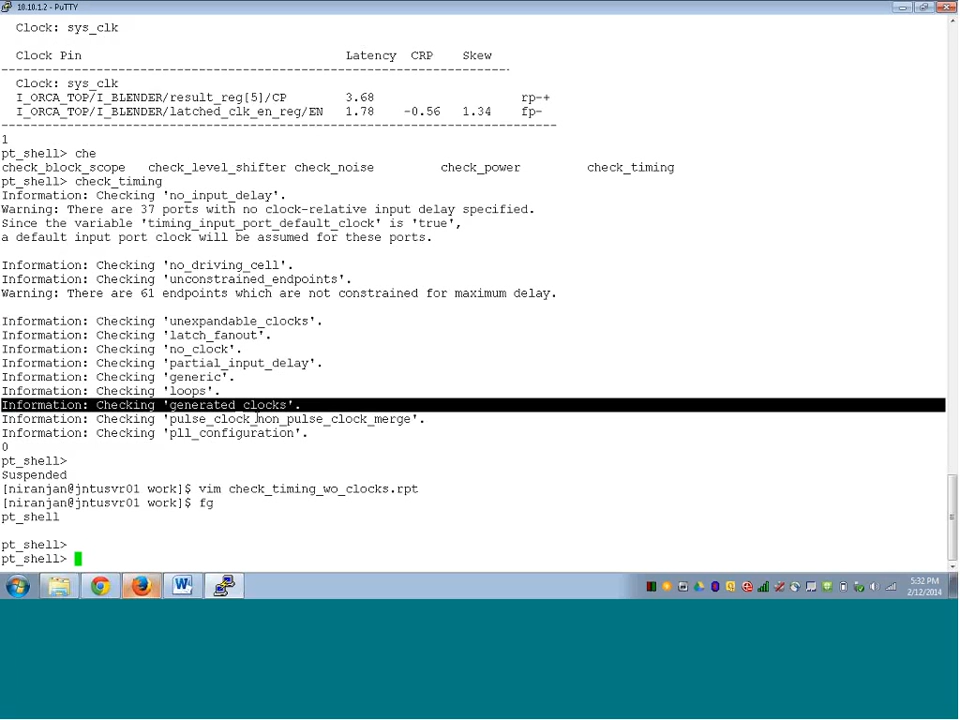 10.10.1.2 - PuTTY
Clock: sys_clk
Clock Pin Latency CRP Skew
---------------------------------------------------------------------
Clock: sys_clk
I_ORCA_TOP/I_BLENDER/result_reg[5]/CP 3.68 rp-+
I_ORCA_TOP/I_BLENDER/latched_clk_en_reg/EN 1.78 -0.56 1.34 fp-
---------------------------------------------------------------------------
1
pt_shell> che
check_block_scope check_level_shifter check_noise check_power check_timing
pt_shell> check_timing
Information: Checking 'no_input_delay'.
Warning: There are 37 ports with no clock-relative input delay specified.
Since the variable 'timing_input_port_default_clock' is 'true',
a default input port clock will be assumed for these ports.
Information: Checking 'no_driving_cell'.
Information: Checking 'unconstrained_endpoints'.
Warning: There are 61 endpoints which are not constrained for maximum delay.
Information: Checking 'unexpandable_clocks'.
Information: Checking 'latch_fanout'.
Information: Checking 'no_clock'.
Information: Checking 'partial_input_delay'.
Information: Checking 'generic'.
Information: Checking 'loops'.
Information: Checking 'generated_clocks'.
Information: Checking 'pulse_clock_non_pulse_clock_merge'.
Information: Checking 'pll_configuration'.
0
pt_shell>
Suspended
[niranjan@jntusvr01 work]$ vim check_timing_wo_clocks.rpt
[niranjan@jntusvr01 work]$ fg
pt_shell
pt_shell>
pt_shell>
5:32 PM
2/12/2014